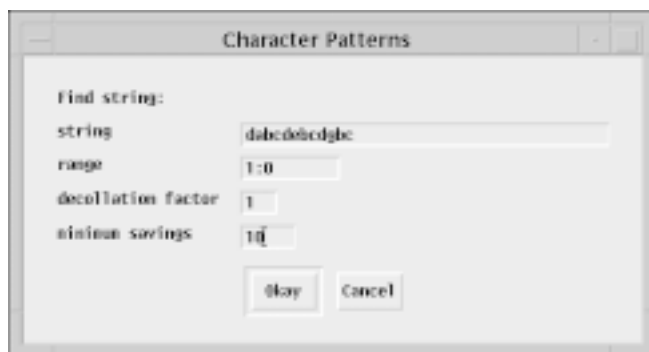 Character Patterns
Find string:
string dabcdebcdgbc
range 1:0
decollation factor 1
minimum savings 10
Okay Cancel